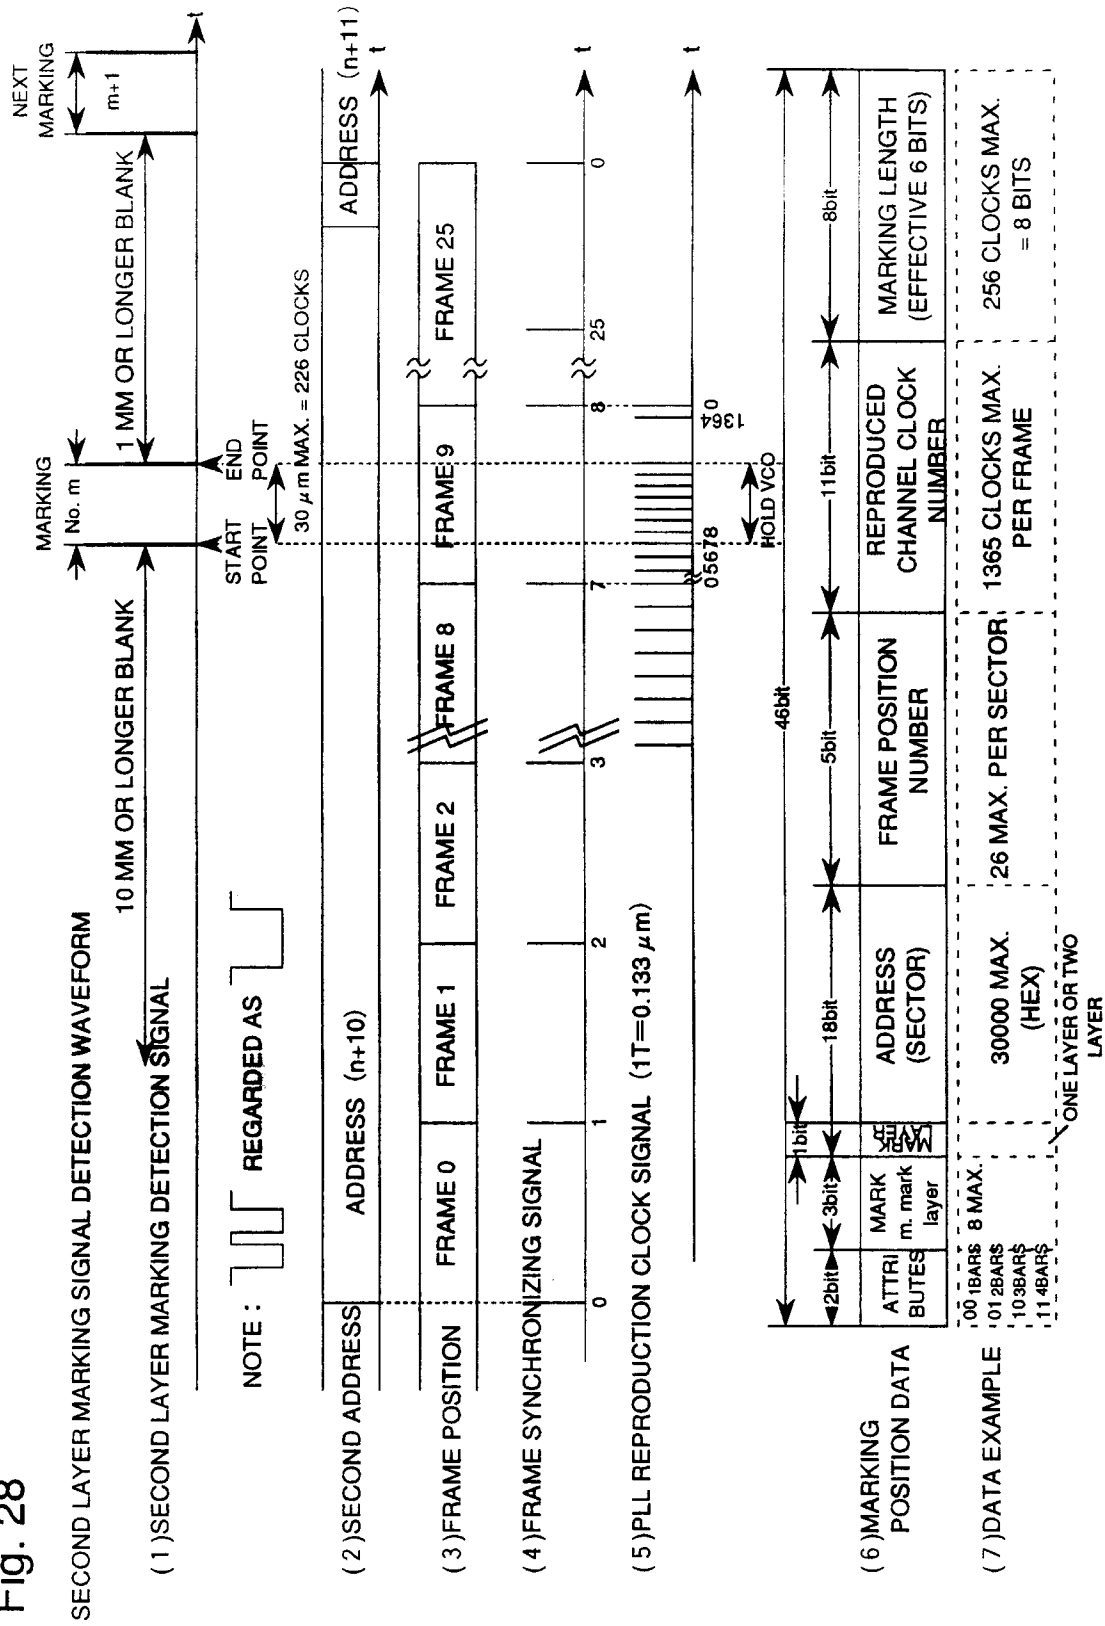 Fig. 28
SECOND LAYER MARKING SIGNAL DETECTION WAVEFORM
(1)SECOND LAYER MARKING DETECTION SIGNAL
10 MM OR LONGER BLANK
MARKING
No. m
1 MM OR LONGER BLANK
NEXT
MARKING
m+1
t
START
POINT
END
POINT
NOTE :
REGARDED AS
30 μm MAX. = 226 CLOCKS
(2)SECOND ADDRESS
ADDRESS (n+10)
ADDRESS (n+11)
t
(3)FRAME POSITION
FRAME 0
FRAME 1
FRAME 2
FRAME 8
FRAME 9
FRAME 25
(4)FRAME SYNCHRONIZING SIGNAL
t
0
1
2
3
7
8
25
0
(5)PLL REPRODUCTION CLOCK SIGNAL (1T=0.133 μm)
t
05678
1364
0
HOLD VCO
46bit
2bit
3bit
1bit
18bit
5bit
11bit
8bit
(6)MARKING
POSITION DATA
ATTRI
BUTES
MARK
m. mark
layer
MARK
LAYER
ADDRESS
(SECTOR)
FRAME POSITION
NUMBER
REPRODUCED
CHANNEL CLOCK
NUMBER
MARKING LENGTH
(EFFECTIVE 6 BITS)
(7)DATA EXAMPLE
00 1BARS
01 2BARS
10 3BARS
11 4BARS
8 MAX.
30000 MAX.
(HEX)
26 MAX. PER SECTOR
1365 CLOCKS MAX.
PER FRAME
256 CLOCKS MAX.
= 8 BITS
ONE LAYER OR TWO
LAYER